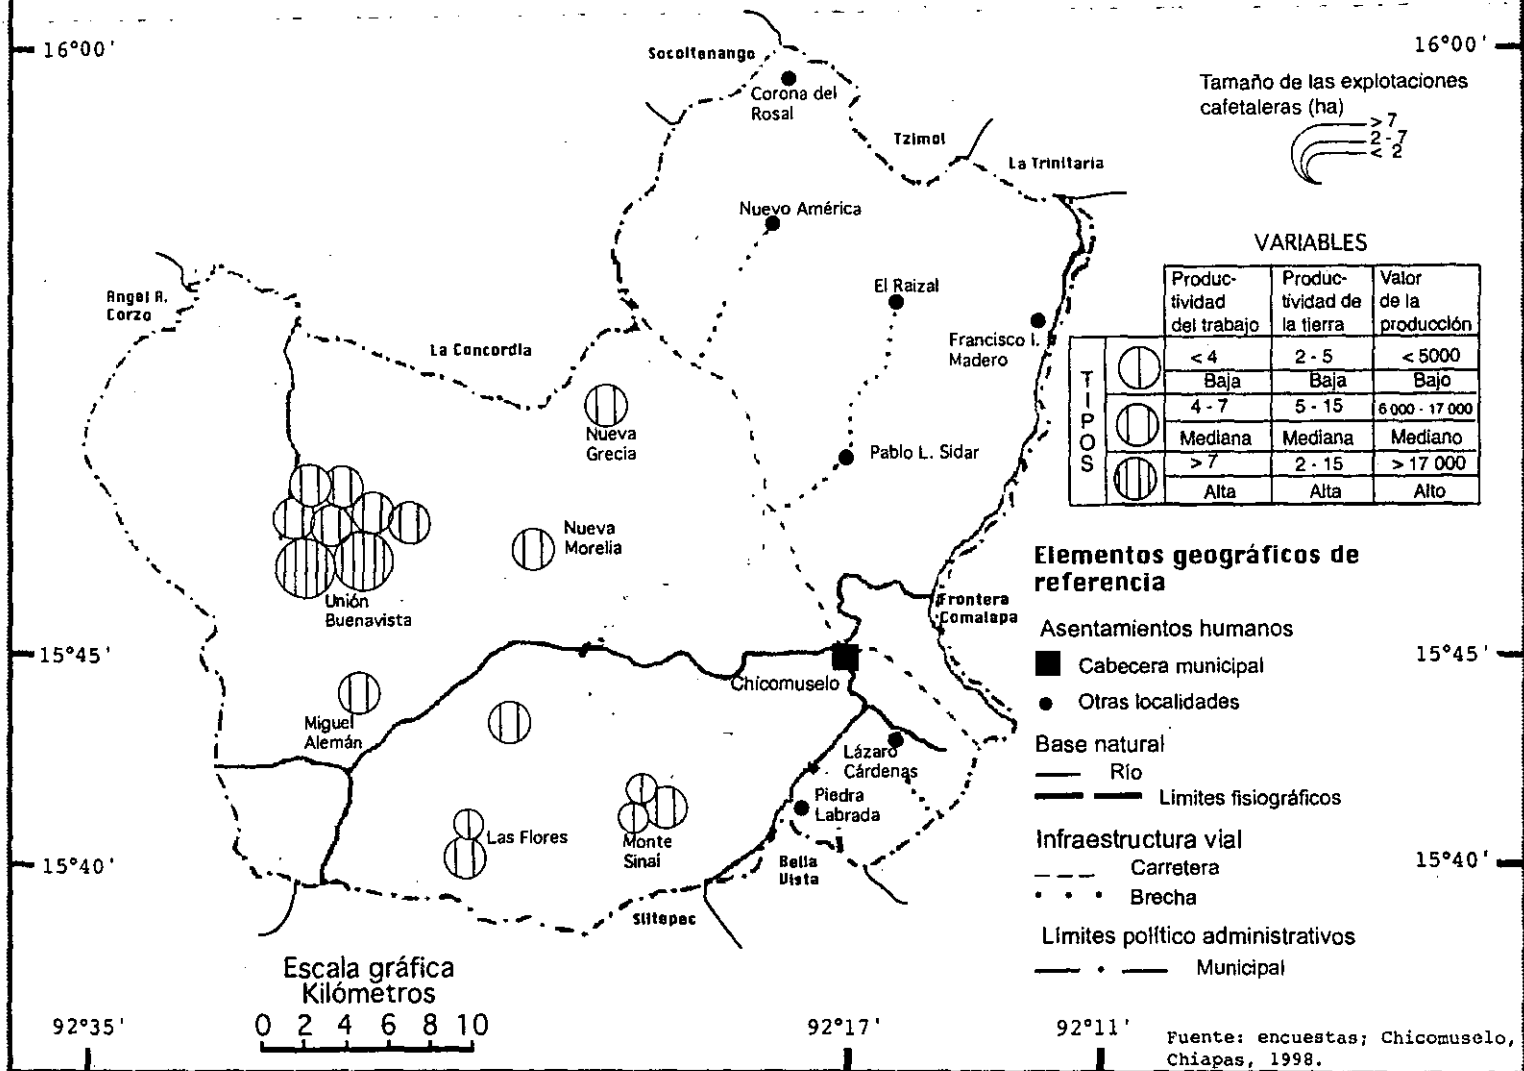 16°00'
16°00'
Socoltenango
Corona del
Rosal
Tzimol
La Trinitaria
Tamaño de las explotaciones
cafetaleras (ha)
> 7
2 - 7
< 2
Nuevo América
El Raizal
Francisco I.
Madero
Angel A.
Corzo
La Concordia
Nueva
Grecia
Pablo L. Sidar
Nueva
Morelia
Unión
Buenavista
VARIABLES
Produc-
tividad
del trabajo
Produc-
tividad de
la tierra
Valor
de la
producción
TIPOS
< 4
2 - 5
< 5000
Baja
Baja
Bajo
4 - 7
5 - 15
6 000 - 17 000
Mediana
Mediana
Mediano
> 7
2 - 15
> 17 000
Alta
Alta
Alto
Frontera
Comalapa
15°45'
15°45'
Chicomuselo
Miguel
Alemán
Lázaro
Cárdenas
Piedra
Labrada
Las Flores
Monte
Sinaí
Bella
Vista
Siltepec
15°40'
15°40'
Elementos geográficos de
referencia
Asentamientos humanos
Cabecera municipal
Otras localidades
Base natural
Río
Límites fisiográficos
Infraestructura vial
Carretera
Brecha
Límites político administrativos
Municipal
Escala gráfica
Kilómetros
0 2 4 6 8 10
92°35'
92°17'
92°11'
Fuente: encuestas; Chicomuselo,
Chiapas, 1998.